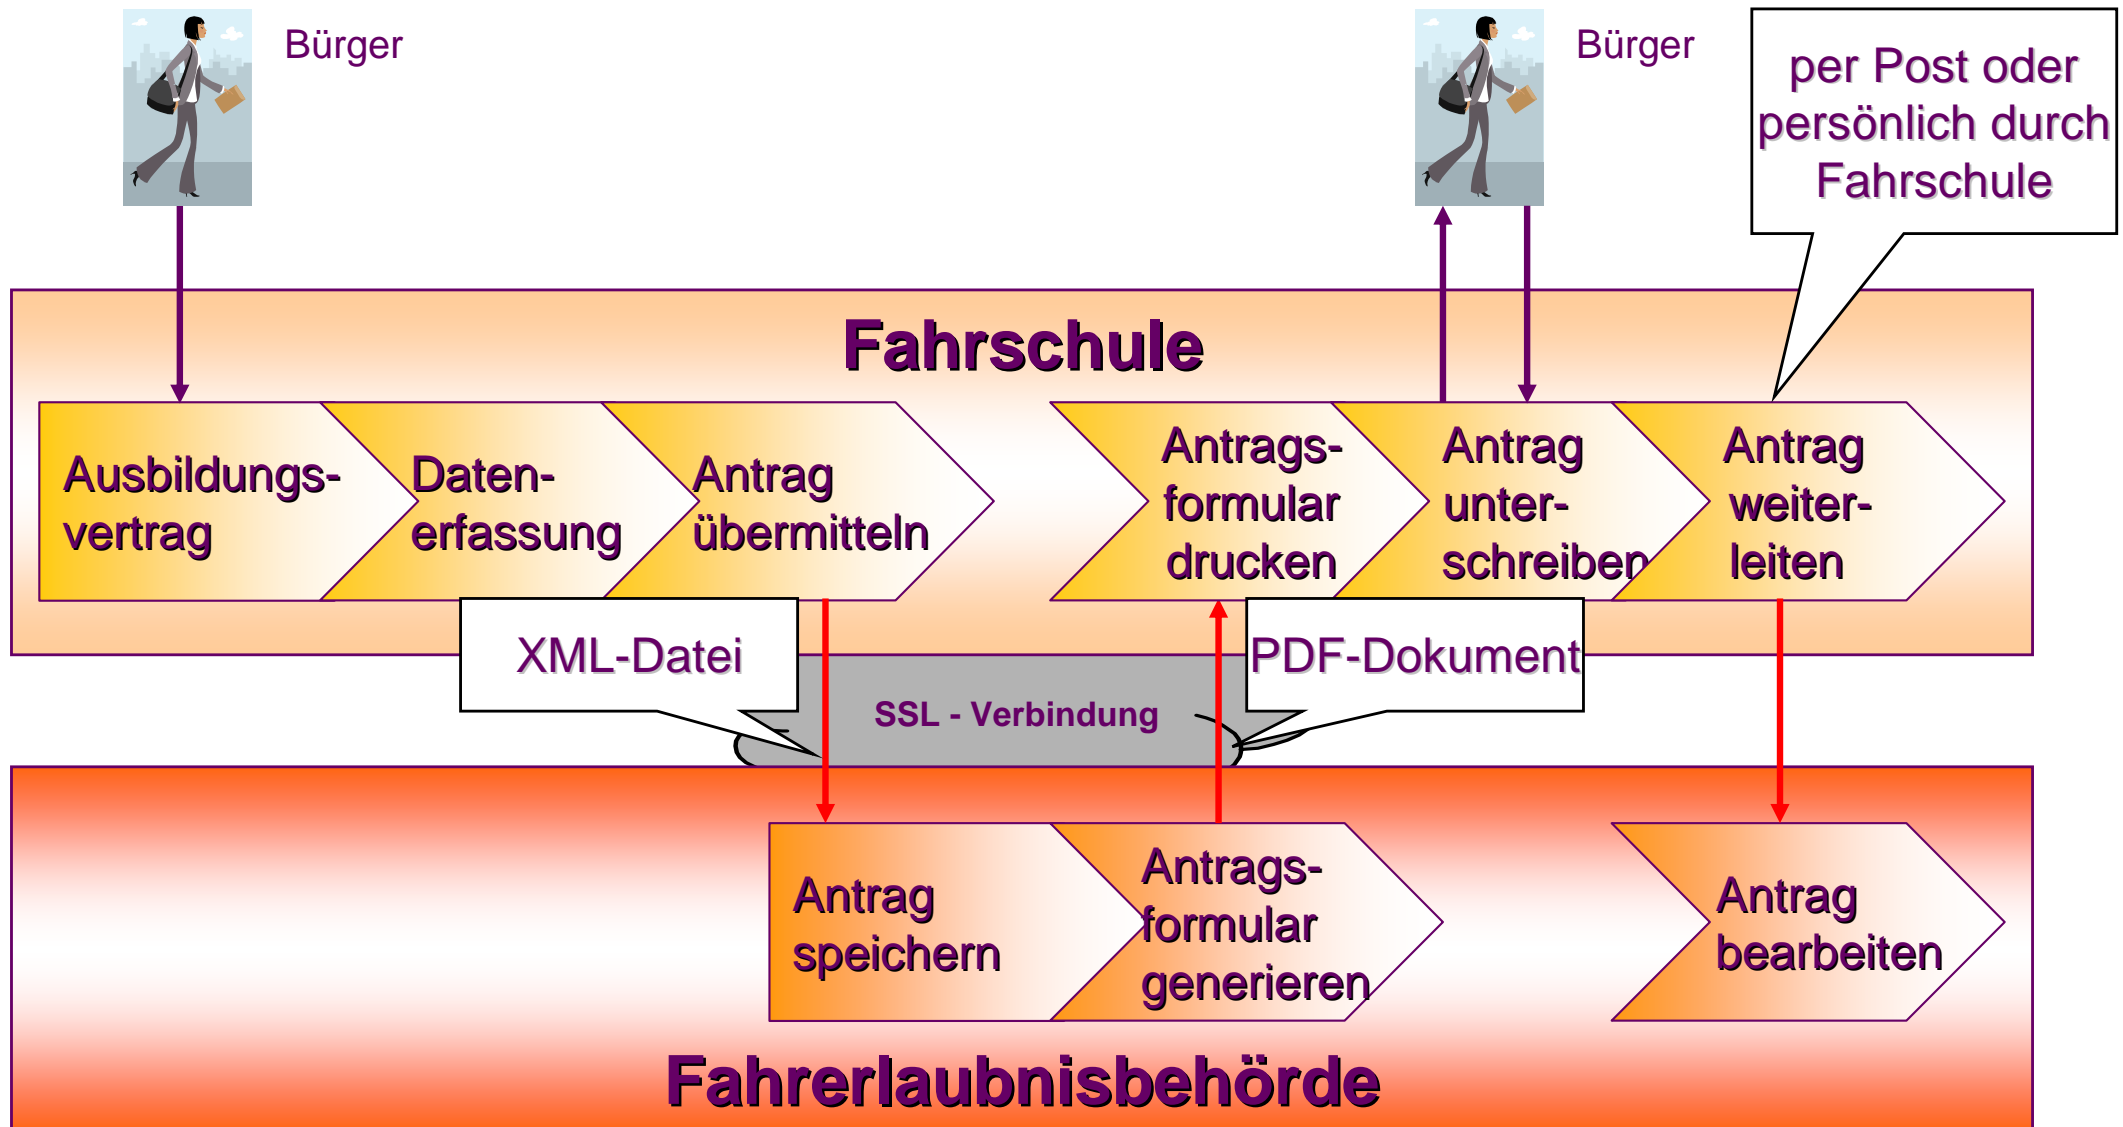 Bürger
Bürger
per Post oder
persönlich durch
Fahrschule
Fahrschule
Ausbildungs-
vertrag
Daten-
erfassung
Antrag
übermitteln
Antrags-
formular
drucken
Antrag
unter-
schreiben
Antrag
weiter-
leiten
XML-Datei
PDF-Dokument
SSL - Verbindung
Antrag
speichern
Antrags-
formular
generieren
Antrag
bearbeiten
Fahrerlaubnisbehörde